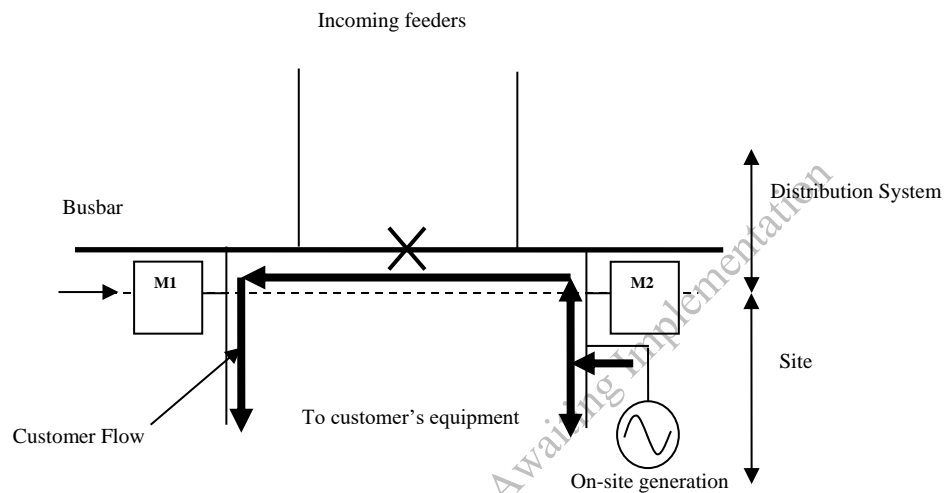 Incoming feeders
Distribution System
Busbar
M1
M2
Site
To customer's equipment
Customer Flow
On-site generation
Awaiting Implementation